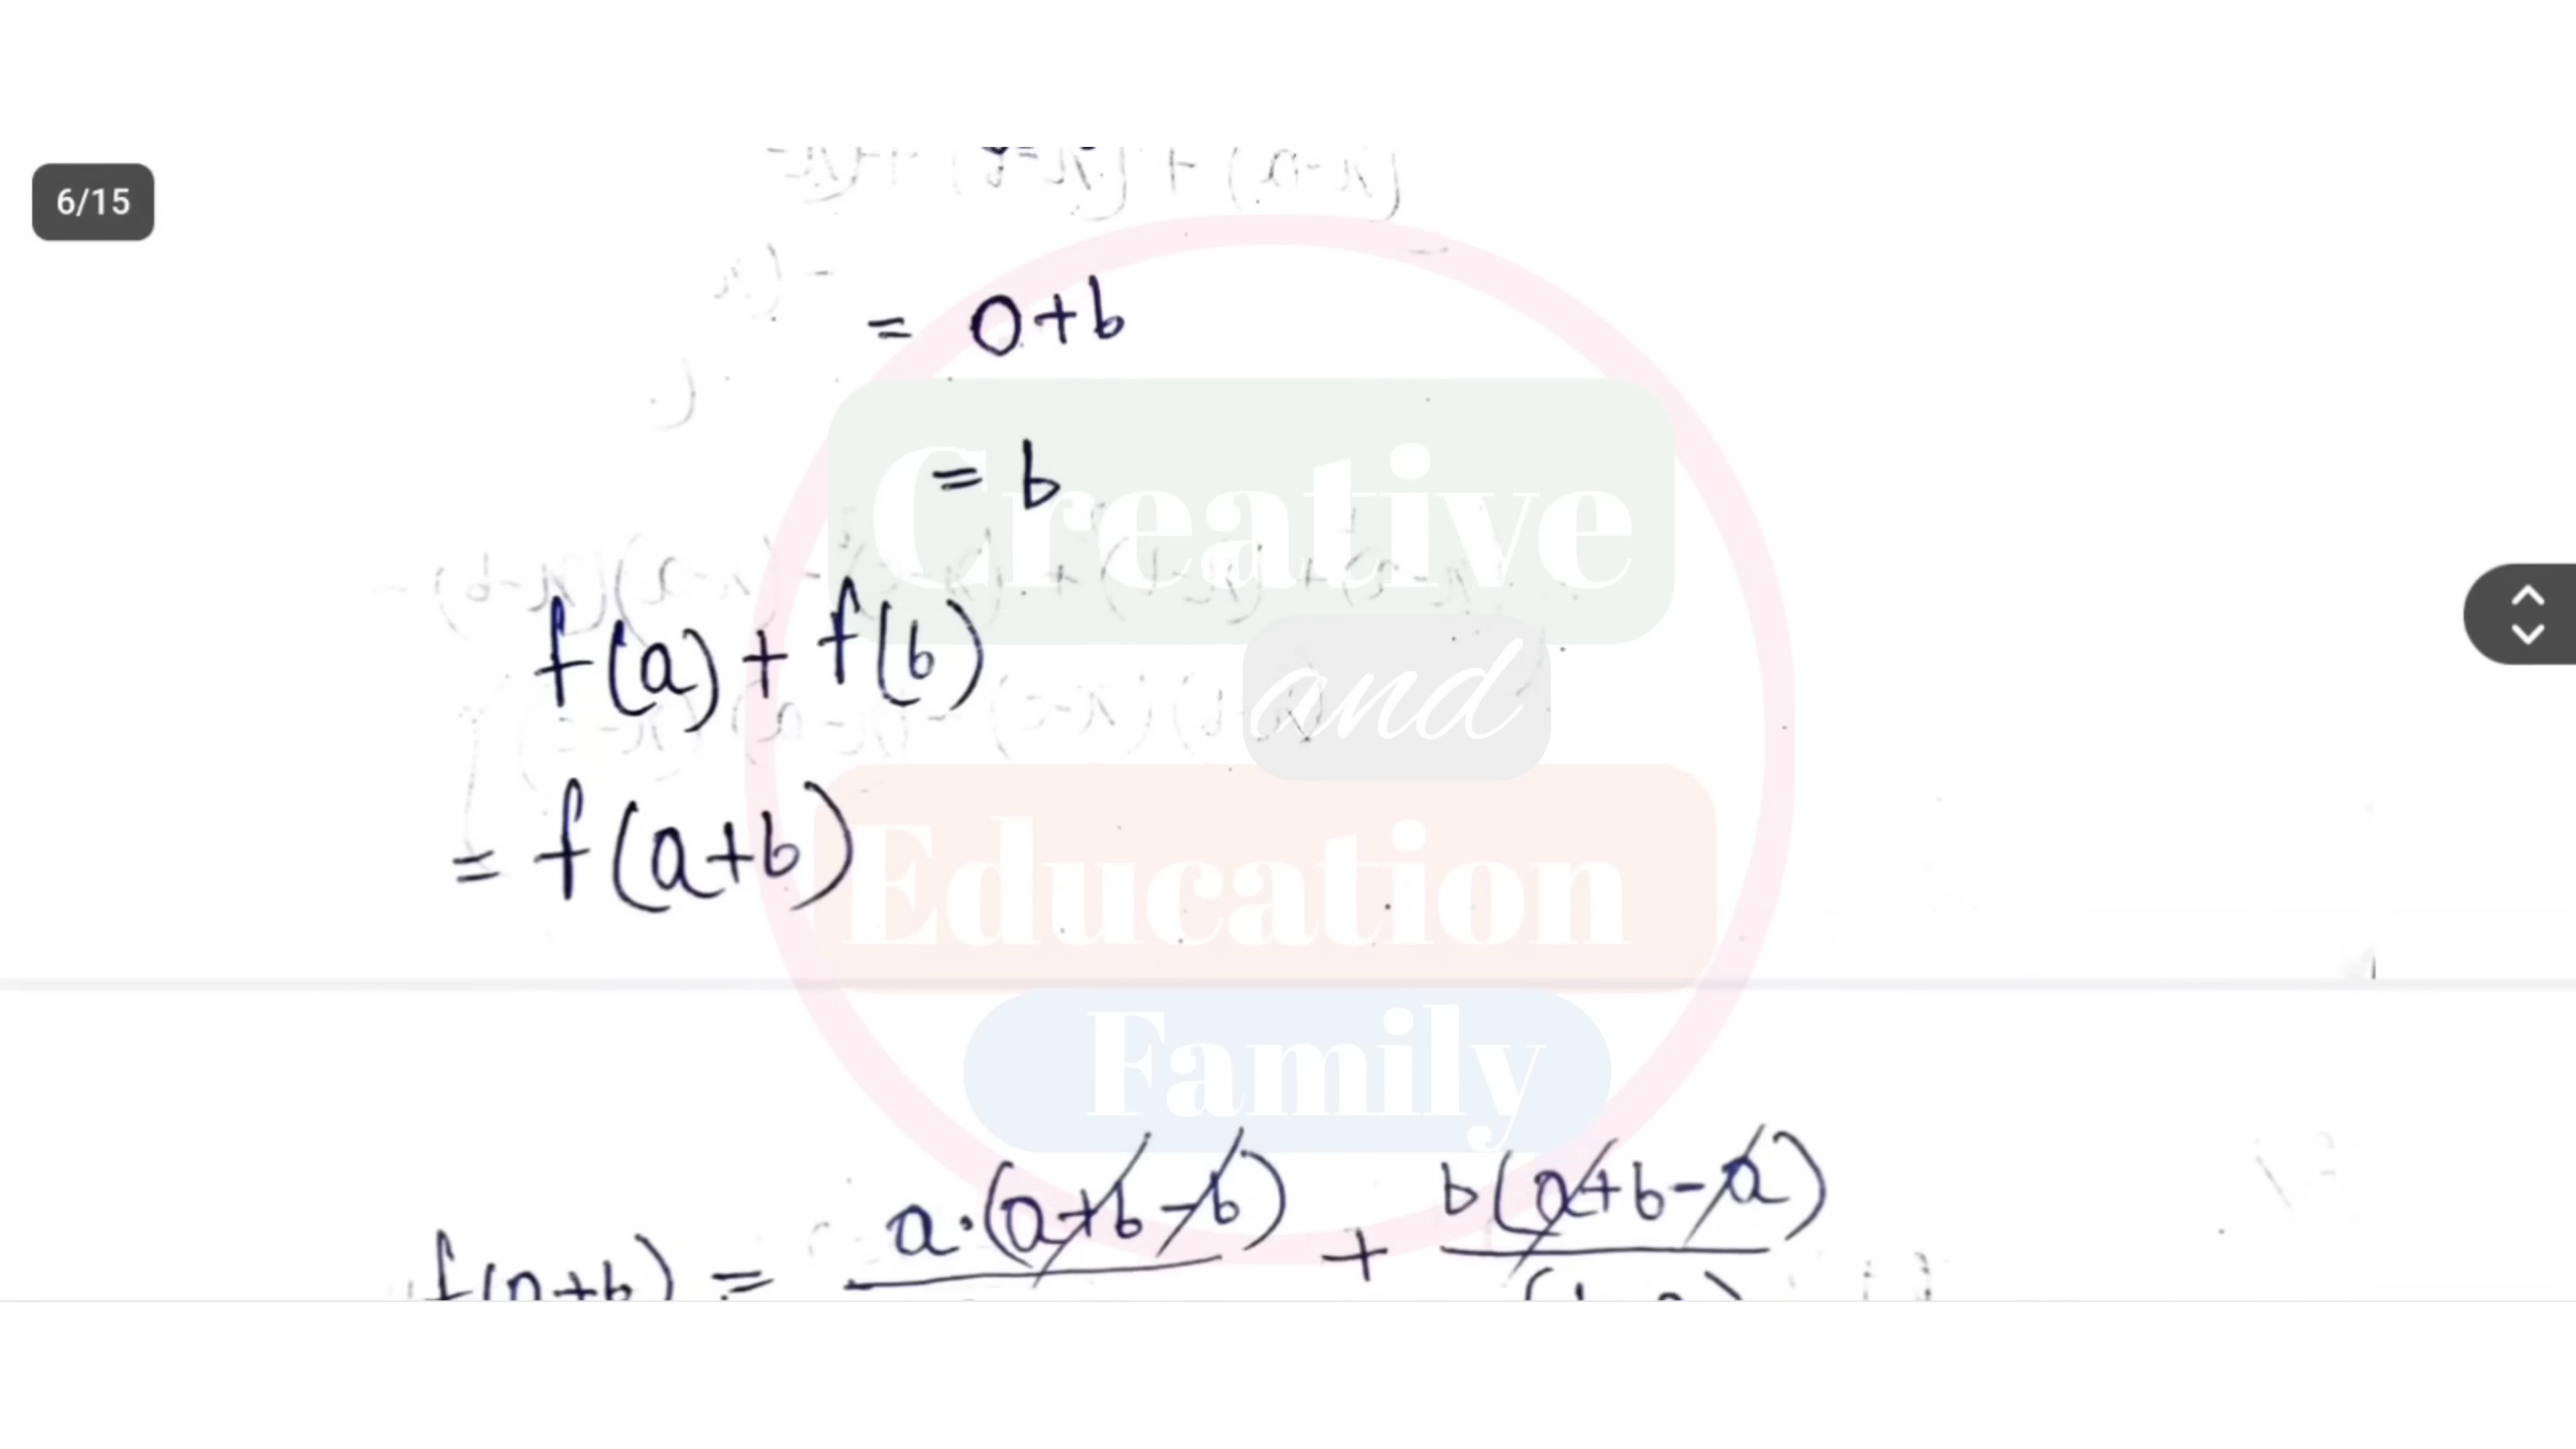 6/15
= 0+b
= b
f(a) + f(b)
= f(a+b)
Creative
and
Education
Family
f(a+b) = a·(a+b-b) + b(a+b-a)
(b-a)